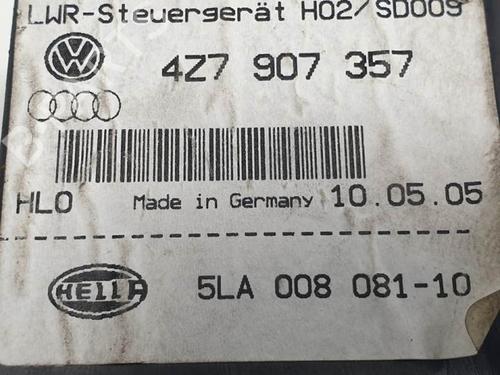 LWR-Steuergerät H02/SD009
4Z7 907 357
HLO Made in Germany 10.05.05
HELLA 5LA 008 081-10